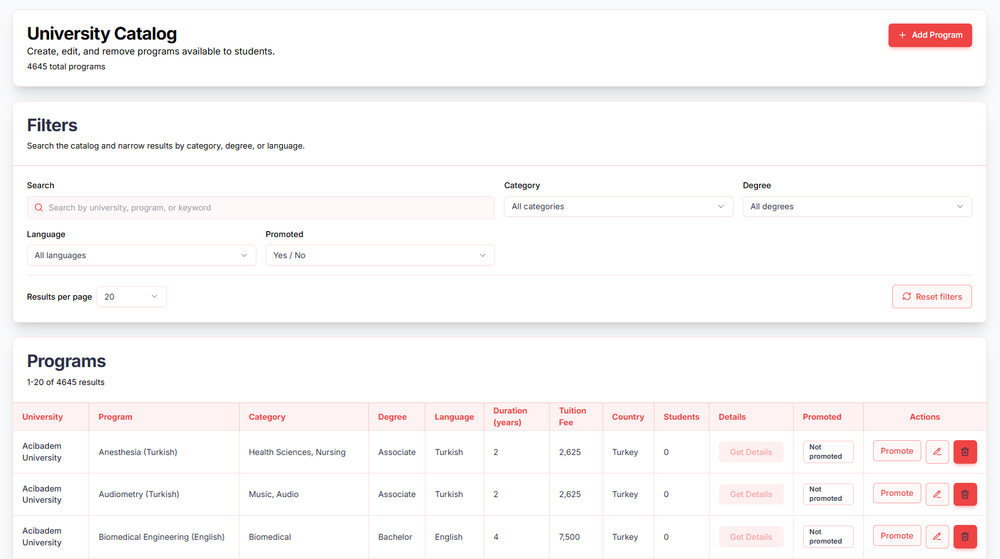 University Catalog
Add Program
Create, edit, and remove programs available to students.
4645 total programs
Filters
Search the catalog and narrow results by category, degree, or language.
Search
Category
Degree
Search by university, program, or keyword
All categories
All degrees
Language
Promoted
All languages
Yes / No
Results per page
20
Reset filters
Programs
1-20 of 4645 results
University
Program
Category
Degree
Language
Duration
(years)
Tuition
Fee
Country
Students
Details
Promoted
Actions
Acibadem
University
Anesthesia (Turkish)
Health Sciences, Nursing
Associate
Turkish
2
2,625
Turkey
0
Get Details
Not
promoted
Promote
Acibadem
University
Audiometry (Turkish)
Music, Audio
Associate
Turkish
2
2,625
Turkey
0
Get Details
Not
promoted
Promote
Acibadem
University
Biomedical Engineering (English)
Biomedical
Bachelor
English
4
7,500
Turkey
0
Get Details
Not
promoted
Promote